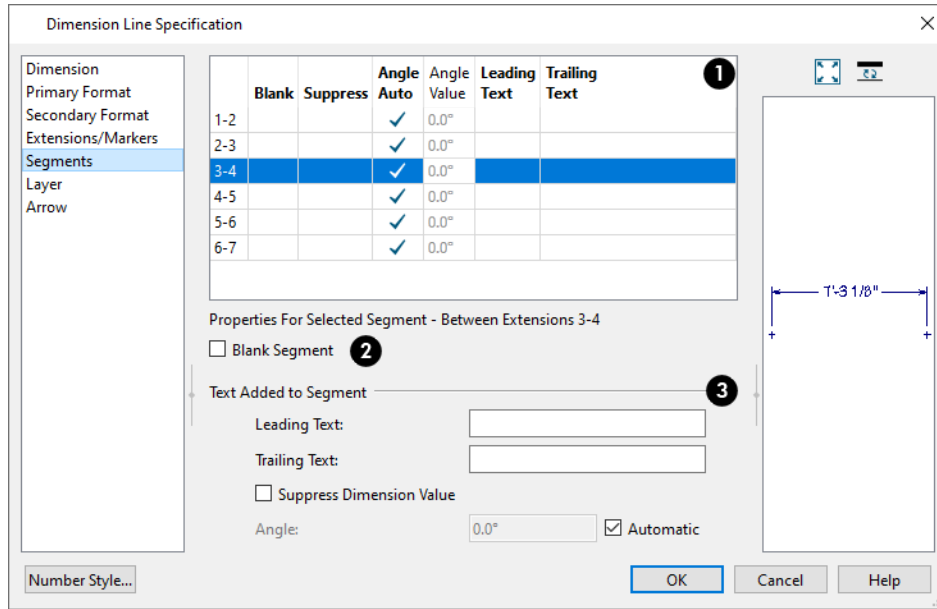 Dimension Line Specification
Dimension
Primary Format
Secondary Format
Extensions/Markers
Segments
Layer
Arrow
Blank Suppress Angle Auto Angle Value Leading Text Trailing Text
1
1-2 0.0°
2-3 0.0°
3-4 0.0°
4-5 0.0°
5-6 0.0°
6-7 0.0°
Properties For Selected Segment - Between Extensions 3-4
Blank Segment 2
Text Added to Segment 3
Leading Text:
Trailing Text:
Suppress Dimension Value
Angle: 0.0° Automatic
1'-3 1/8"
Number Style... OK Cancel Help